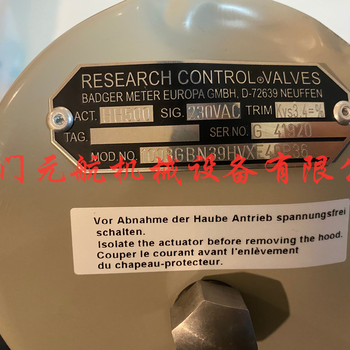 RESEARCH CONTROL®VALVES
BADGER METER EUROPA GMBH, D-72639 NEUFFEN
ACT. SIG. 230VAC TRIM Kvs3.4=%
TAG. SER NO. G
MOD NO.
门元航机械设备有限公
Vor Abnahme der Haube Antrieb spannungsfrei
schalten.
Isolate the actuator before removing the hood.
Couper le courant avant l'enlèvement
du chapeau-protecteur.